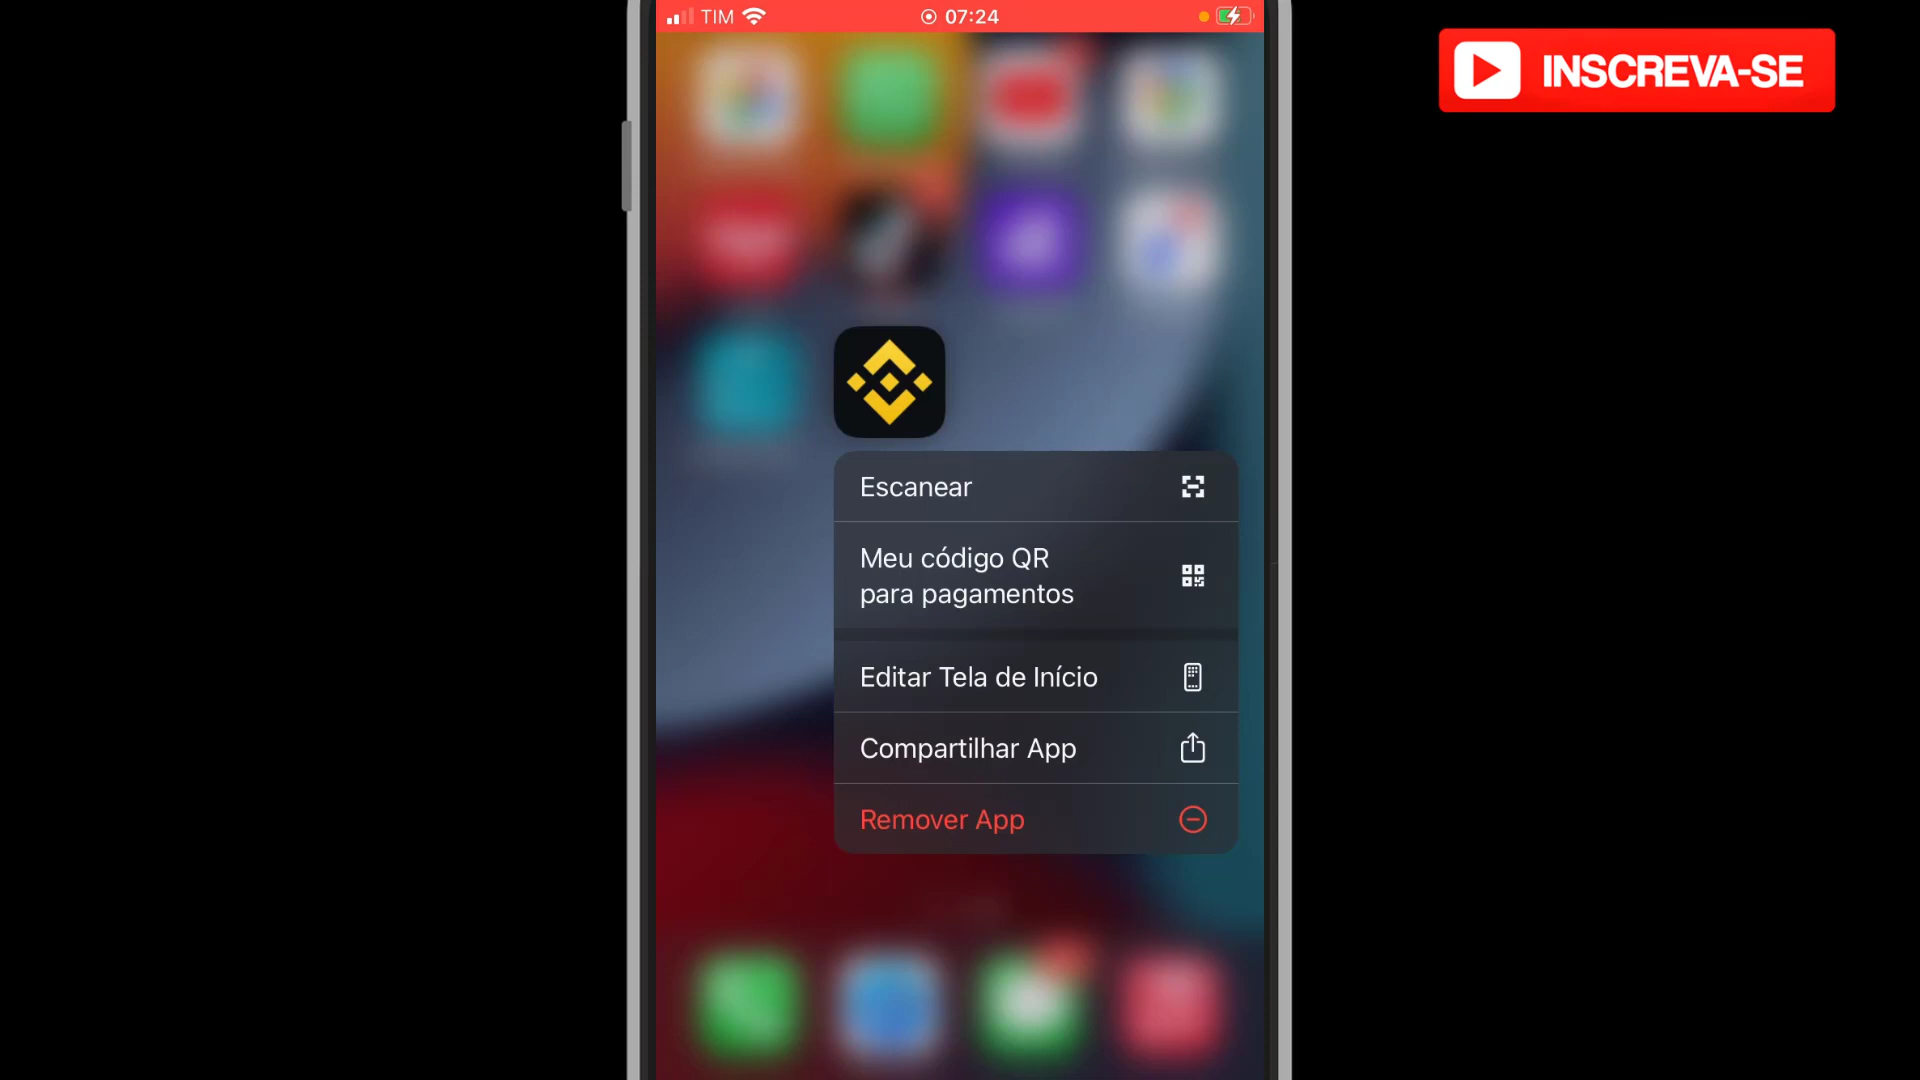 TIM 07:24
INSCREVA-SE
Escanear
Meu código QR
para pagamentos
Editar Tela de Início
Compartilhar App
Remover App